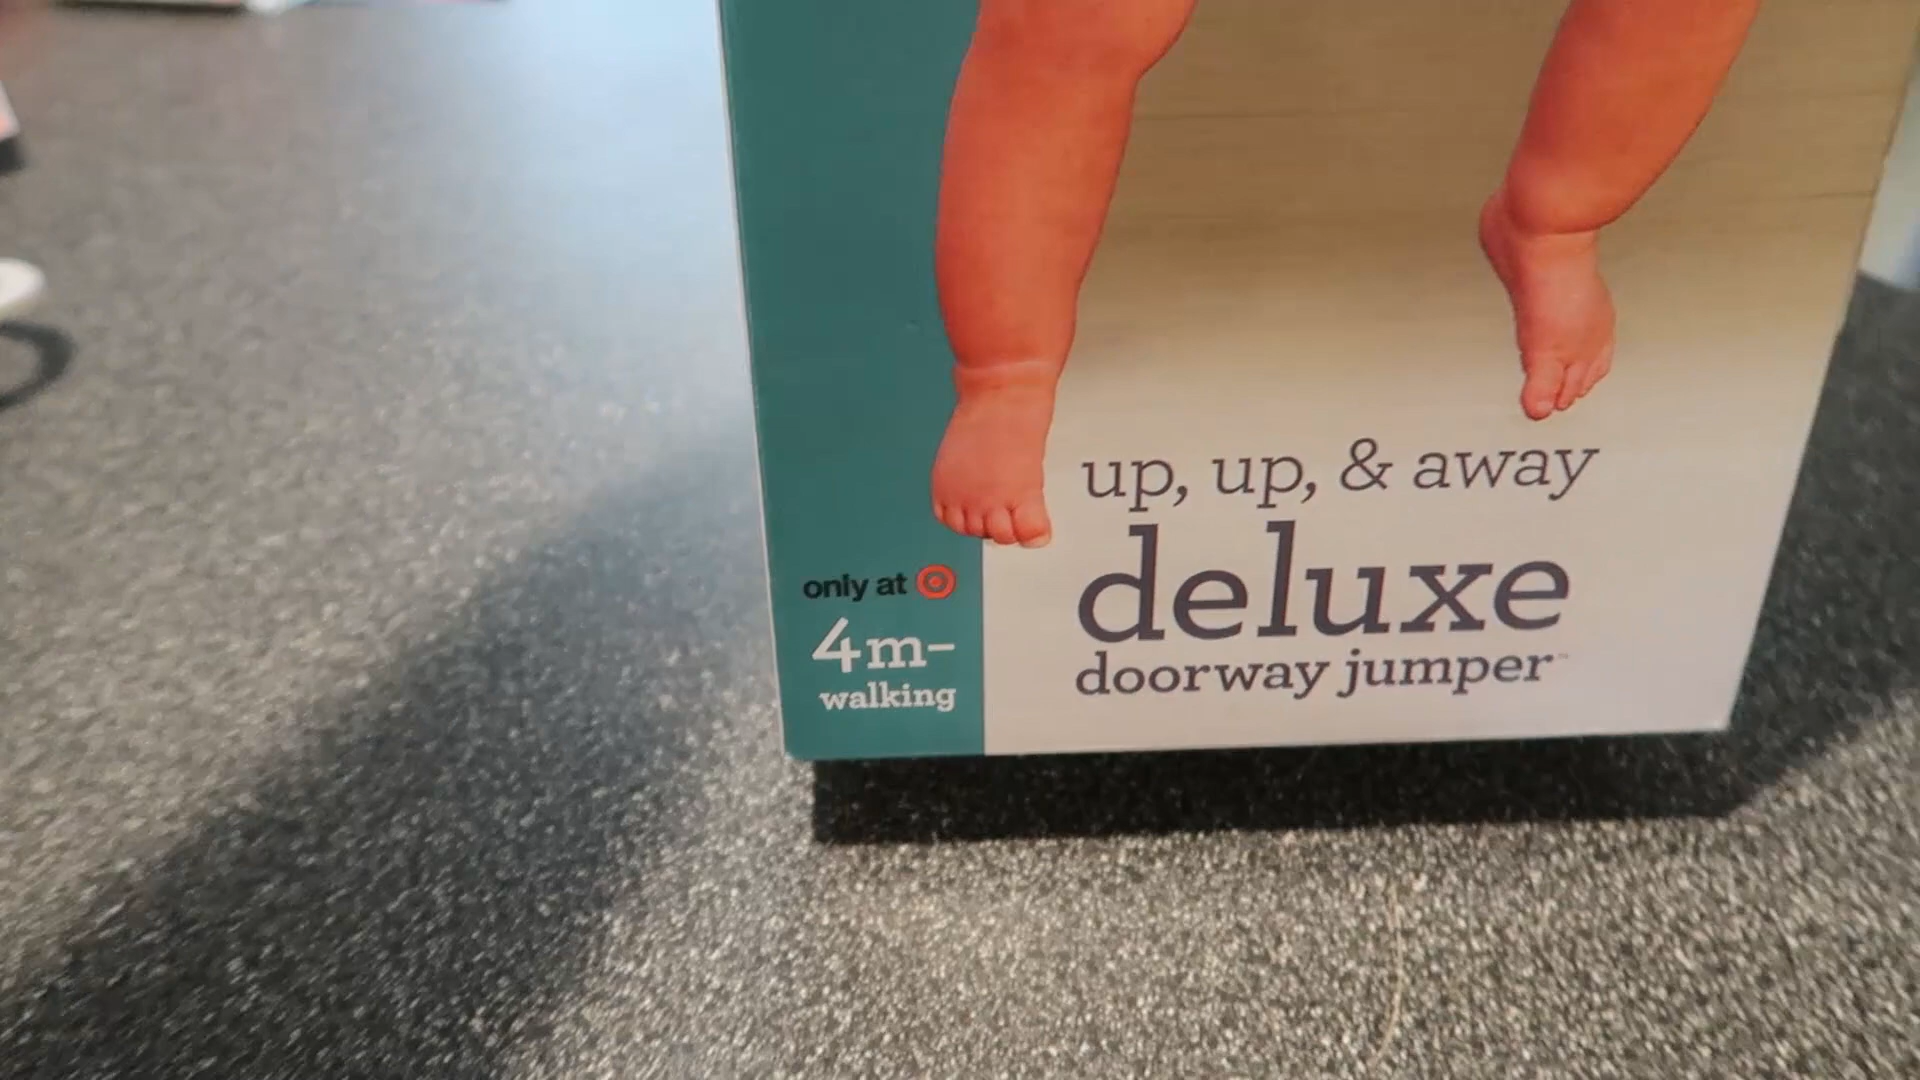 up, up, & away
deluxe
doorway jumper™
only at
4m-
walking